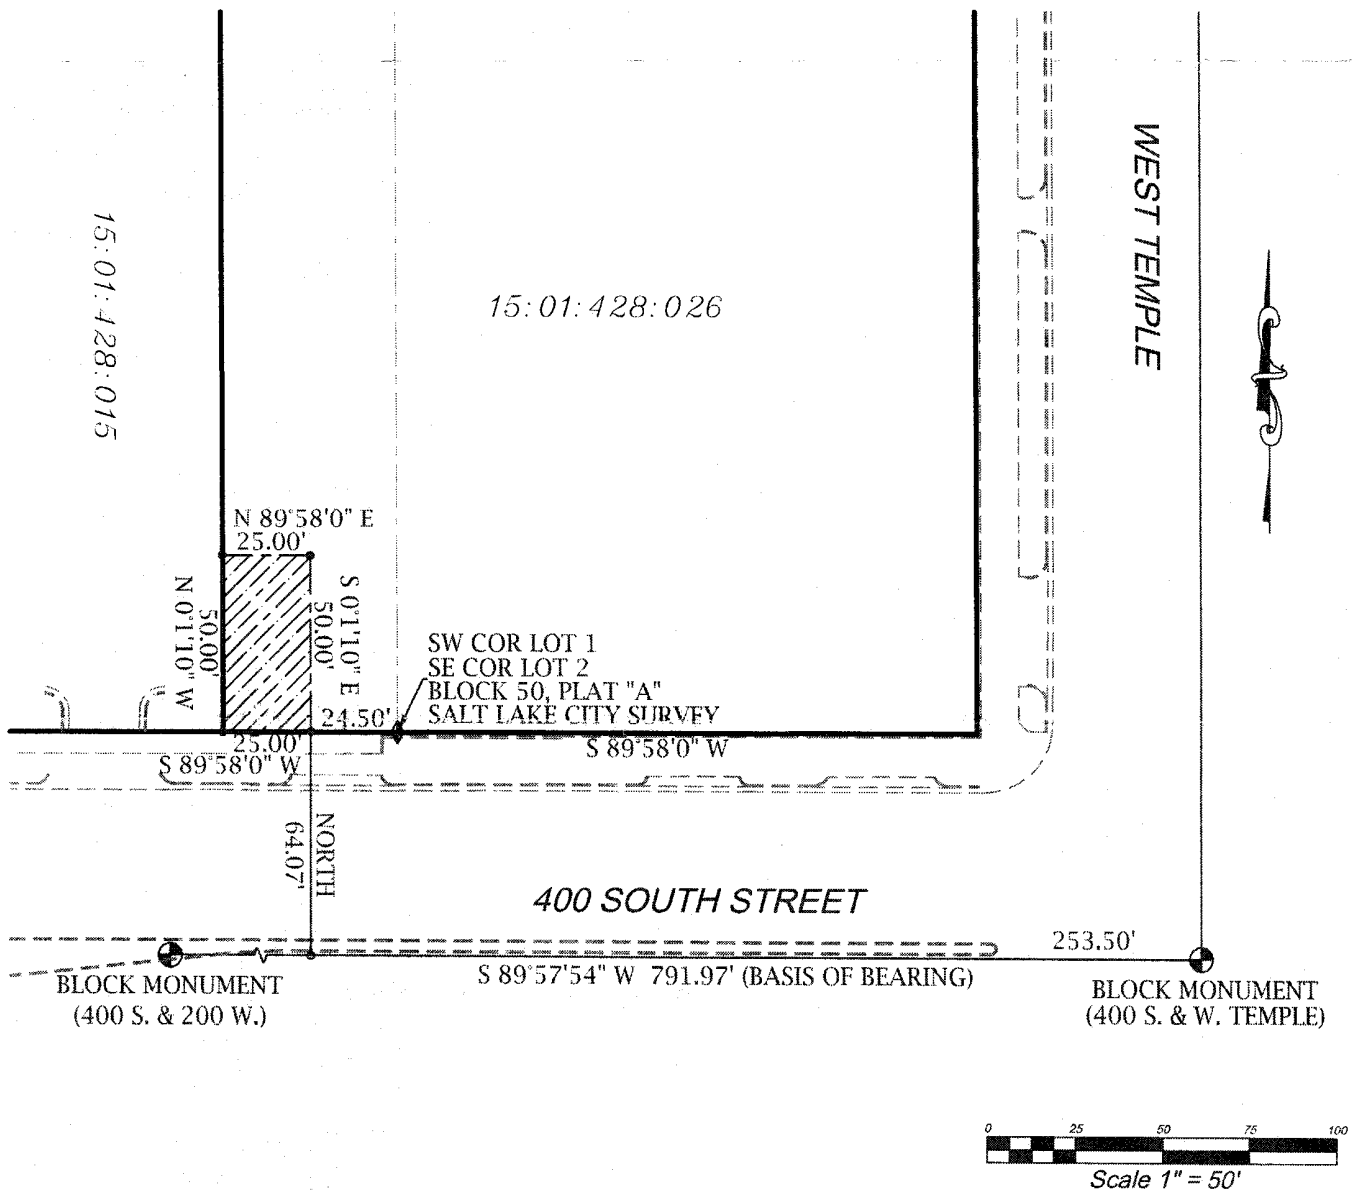 WEST TEMPLE
15:01:428:015
15:01:428:026
N 89°58'0" E
25.00'
N 0°1'10" W
50.00'
S 0°1'10" E
50.00'
SW COR LOT 1
SE COR LOT 2
BLOCK 50, PLAT "A"
SALT LAKE CITY SURVEY
24.50'
25.00'
S 89°58'0" W
S 89°58'0" W
NORTH
64.07'
400 SOUTH STREET
253.50'
S 89°57'54" W 791.97' (BASIS OF BEARING)
BLOCK MONUMENT
(400 S. & 200 W.)
BLOCK MONUMENT
(400 S. & W. TEMPLE)
0 25 50 75 100
Scale 1" = 50'